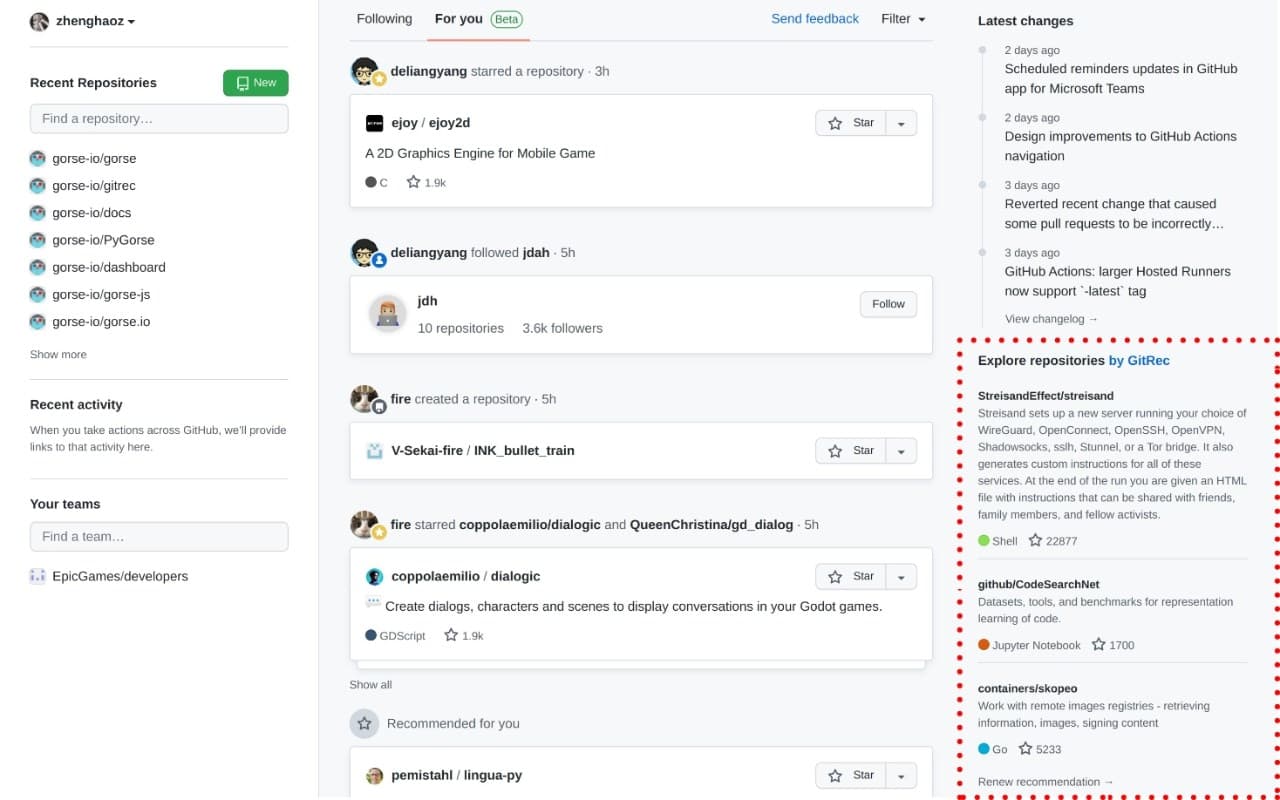 zhenghaoz
Recent Repositories
New
Find a repository…
gorse-io/gorse
gorse-io/gitrec
gorse-io/docs
gorse-io/PyGorse
gorse-io/dashboard
gorse-io/gorse-js
gorse-io/gorse.io
Show more
Recent activity
When you take actions across GitHub, we'll provide
links to that activity here.
Your teams
Find a team…
EpicGames/developers
Following For you Beta Send feedback Filter
deliangyang starred a repository · 3h
ejoy / ejoy2d Star
A 2D Graphics Engine for Mobile Game
C 1.9k
deliangyang followed jdah · 5h
jdh
Follow
10 repositories 3.6k followers
fire created a repository · 5h
V-Sekai-fire / INK_bullet_train Star
fire starred coppolaemilio/dialogic and QueenChristina/gd_dialog · 5h
coppolaemilio / dialogic Star
Create dialogs, characters and scenes to display conversations in your Godot games.
GDScript 1.9k
Show all
Recommended for you
pemistahl / lingua-py Star
Latest changes
2 days ago
Scheduled reminders updates in GitHub
app for Microsoft Teams
2 days ago
Design improvements to GitHub Actions
navigation
3 days ago
Reverted recent change that caused
some pull requests to be incorrectly…
3 days ago
GitHub Actions: larger Hosted Runners
now support `-latest` tag
View changelog →
Explore repositories by GitRec
StreisandEffect/streisand
Streisand sets up a new server running your choice of
WireGuard, OpenConnect, OpenSSH, OpenVPN,
Shadowsocks, sslh, Stunnel, or a Tor bridge. It also
generates custom instructions for all of these
services. At the end of the run you are given an HTML
file with instructions that can be shared with friends,
family members, and fellow activists.
Shell 22877
github/CodeSearchNet
Datasets, tools, and benchmarks for representation
learning of code.
Jupyter Notebook 1700
containers/skopeo
Work with remote images registries - retrieving
information, images, signing content
Go 5233
Renew recommendation →